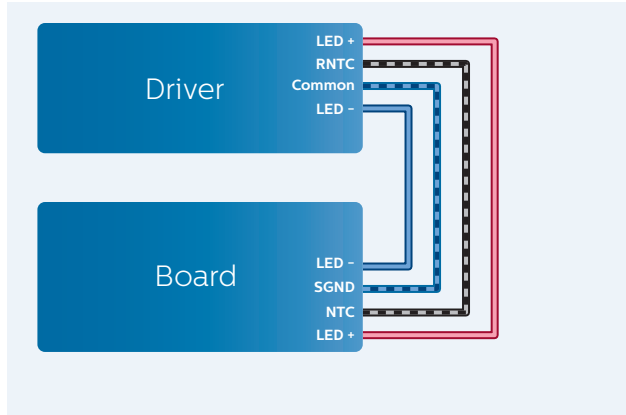 Driver
LED +
RNTC
Common
LED –
Board
LED –
SGND
NTC
LED +